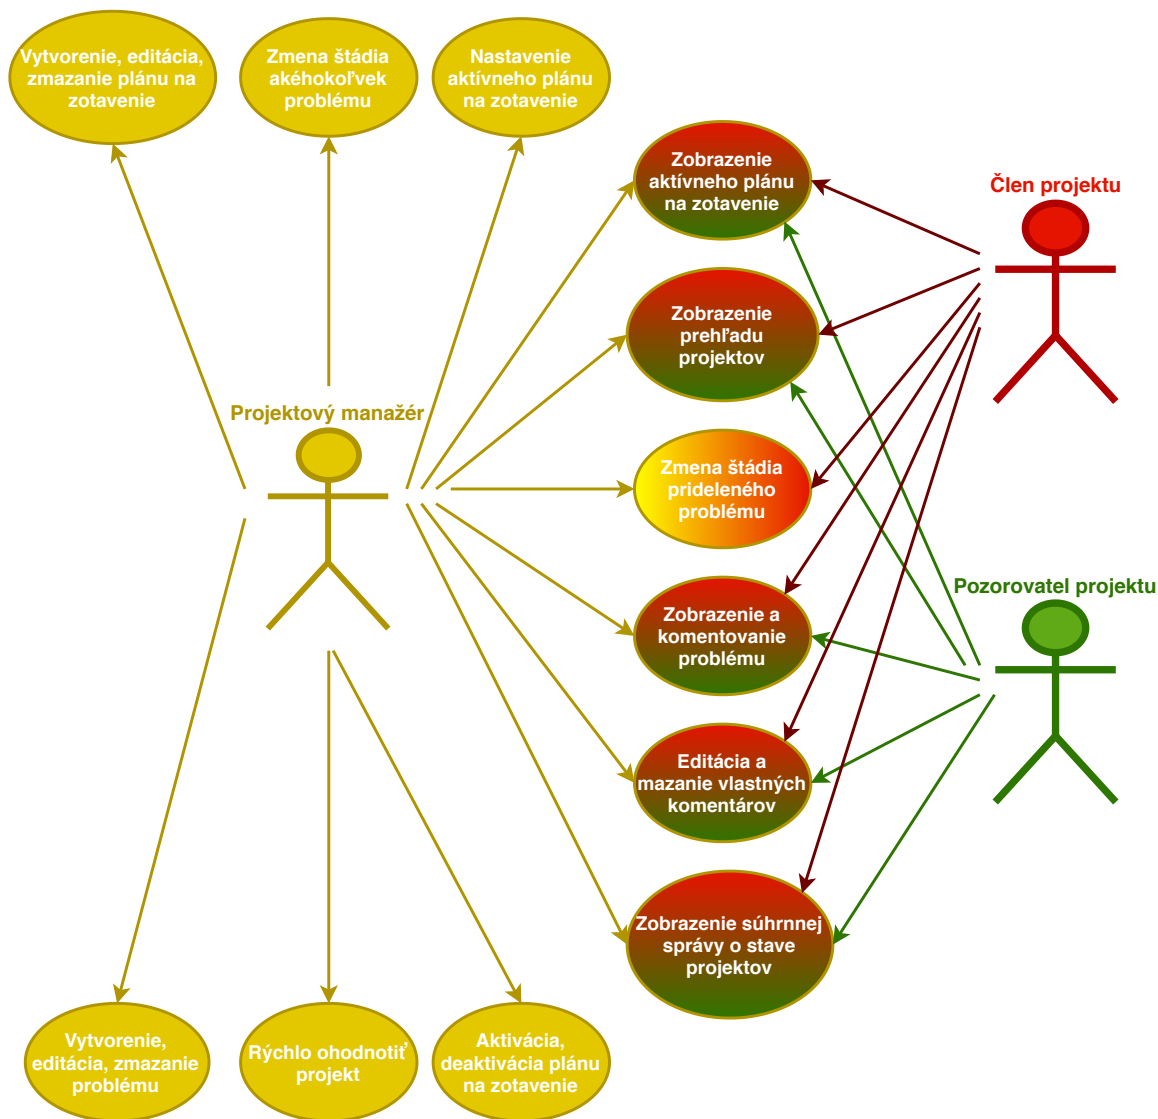 Vytvorenie, editácia,
zmazanie plánu na
zotavenie
Zmena štádia
akéhokoľvek
problému
Nastavenie
aktívneho plánu
na zotavenie
Zobrazenie
aktívneho plánu
na zotavenie
Člen projektu
Zobrazenie
prehľadu
projektov
Projektový manažér
Zmena štádia
prideleného
problému
Pozorovatel projektu
Zobrazenie a
komentovanie
problému
Editácia a
mazanie vlastných
komentárov
Zobrazenie súhrnnej
správy o stave
projektov
Vytvorenie,
editácia, zmazanie
problému
Rýchlo ohodnotiť
projekt
Aktivácia,
deaktivácia plánu
na zotavenie